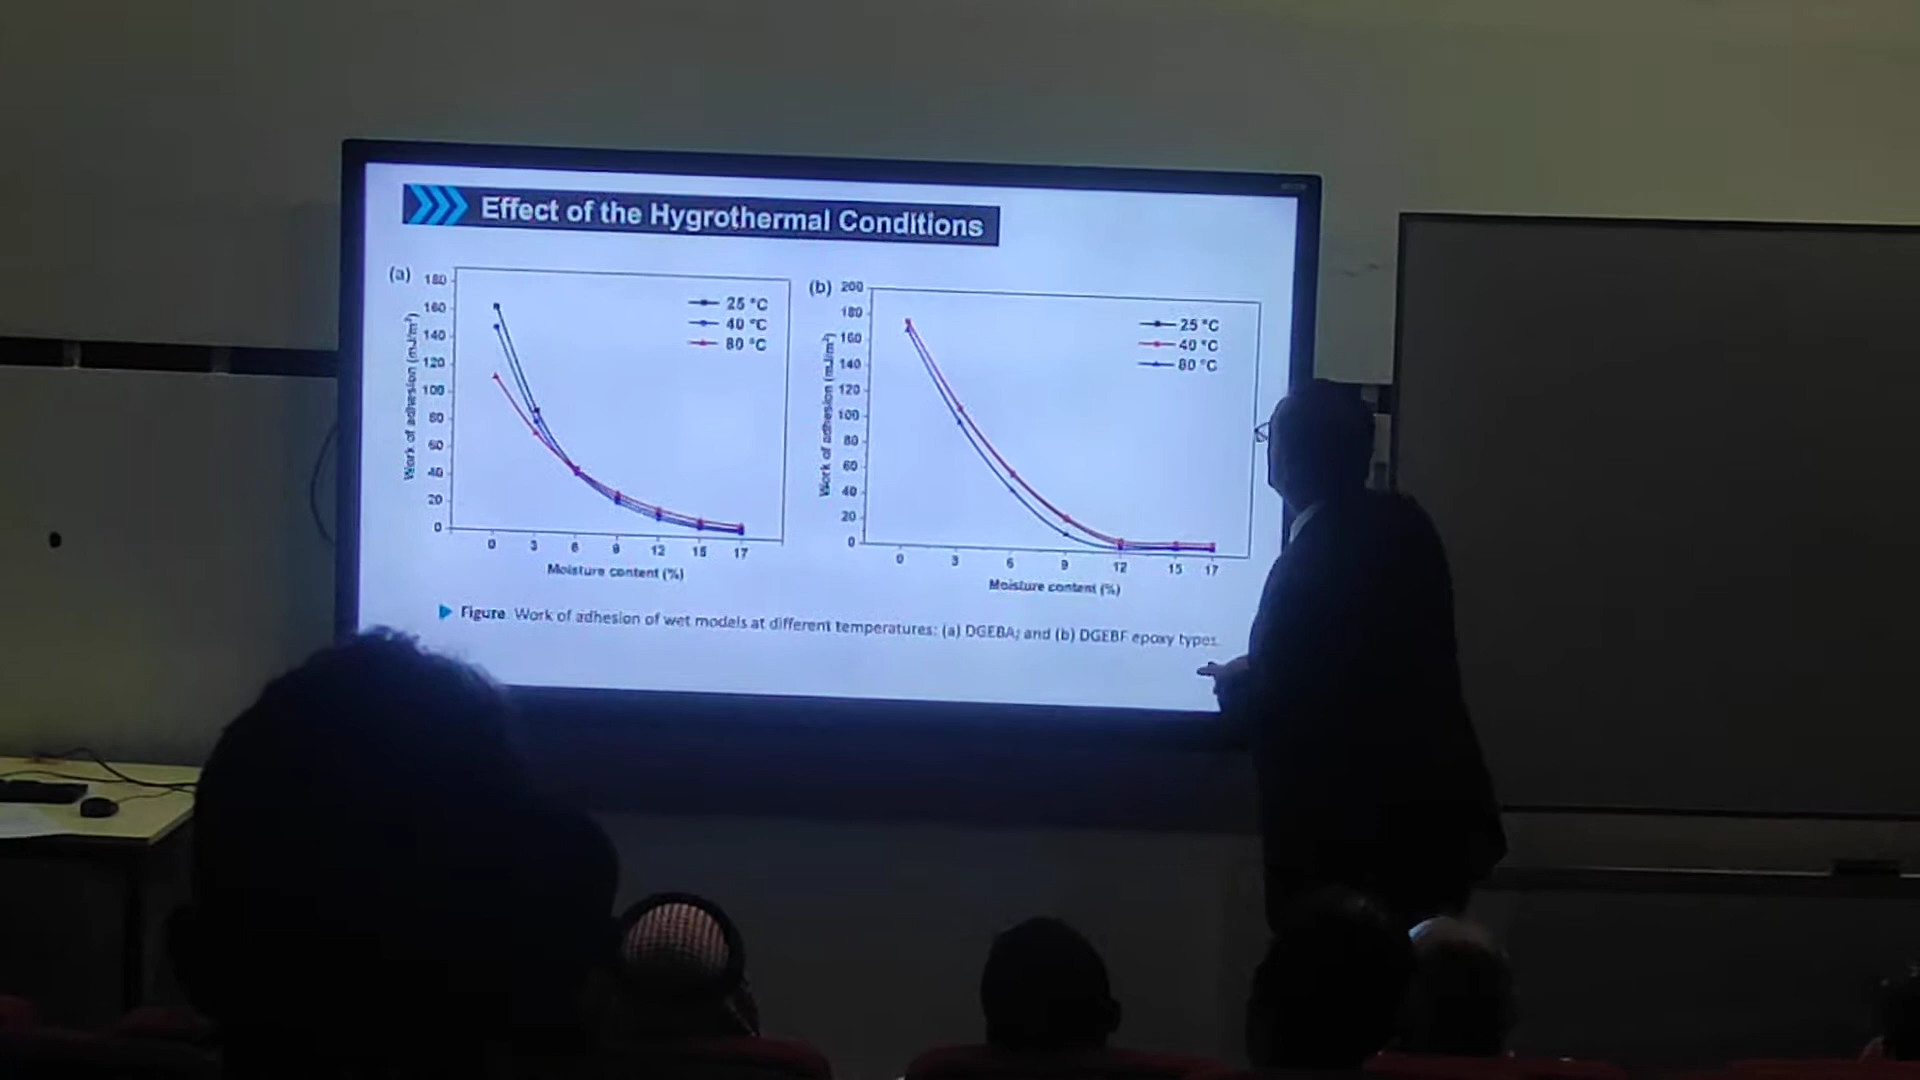 Effect of the Hygrothermal Conditions
(a)
180
160
140
120
100
80
60
40
20
0
Work of adhesion (mJ/m²)
25 °C
40 °C
80 °C
0 3 6 9 12 15 17
Moisture content (%)
(b)
200
180
160
140
120
100
80
60
40
20
0
Work of adhesion (mJ/m²)
25 °C
40 °C
80 °C
0 3 6 9 12 15 17
Moisture content (%)
Figure. Work of adhesion of wet models at different temperatures: (a) DGEBA; and (b) DGEBF epoxy types.